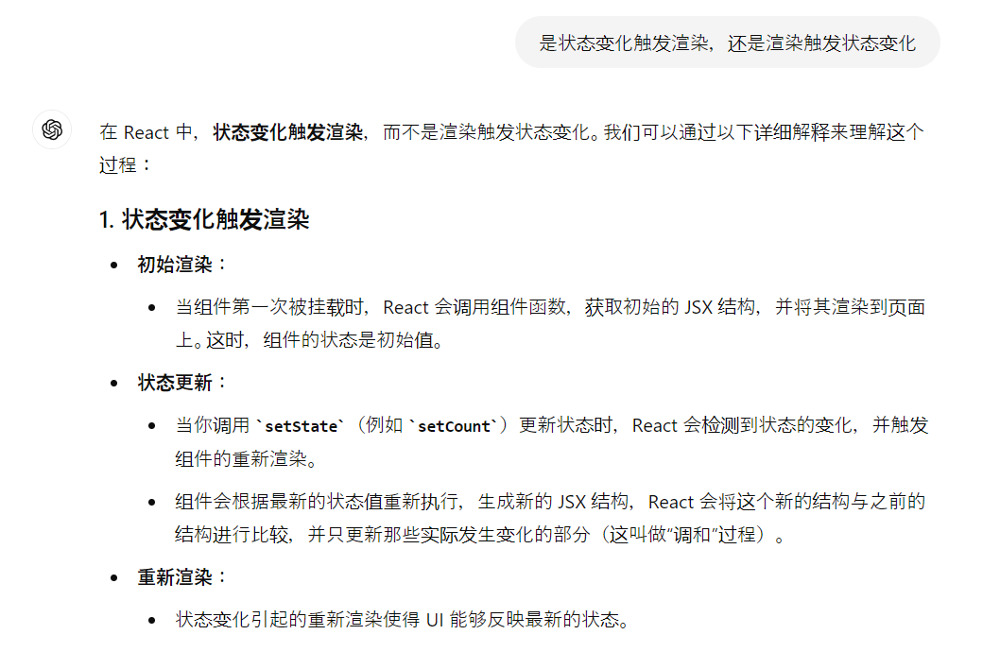 是状态变化触发渲染，还是渲染触发状态变化
在 React 中，状态变化触发渲染，而不是渲染触发状态变化。我们可以通过以下详细解释来理解这个
过程：
1. 状态变化触发渲染
• 初始渲染：
• 当组件第一次被挂载时，React 会调用组件函数，获取初始的 JSX 结构，并将其渲染到页面
上。这时，组件的状态是初始值。
• 状态更新：
• 当你调用 `setState`（例如 `setCount`）更新状态时，React 会检测到状态的变化，并触发
组件的重新渲染。
• 组件会根据最新的状态值重新执行，生成新的 JSX 结构，React 会将这个新的结构与之前的
结构进行比较，并只更新那些实际发生变化的部分（这叫做“调和”过程）。
• 重新渲染：
• 状态变化引起的重新渲染使得 UI 能够反映最新的状态。